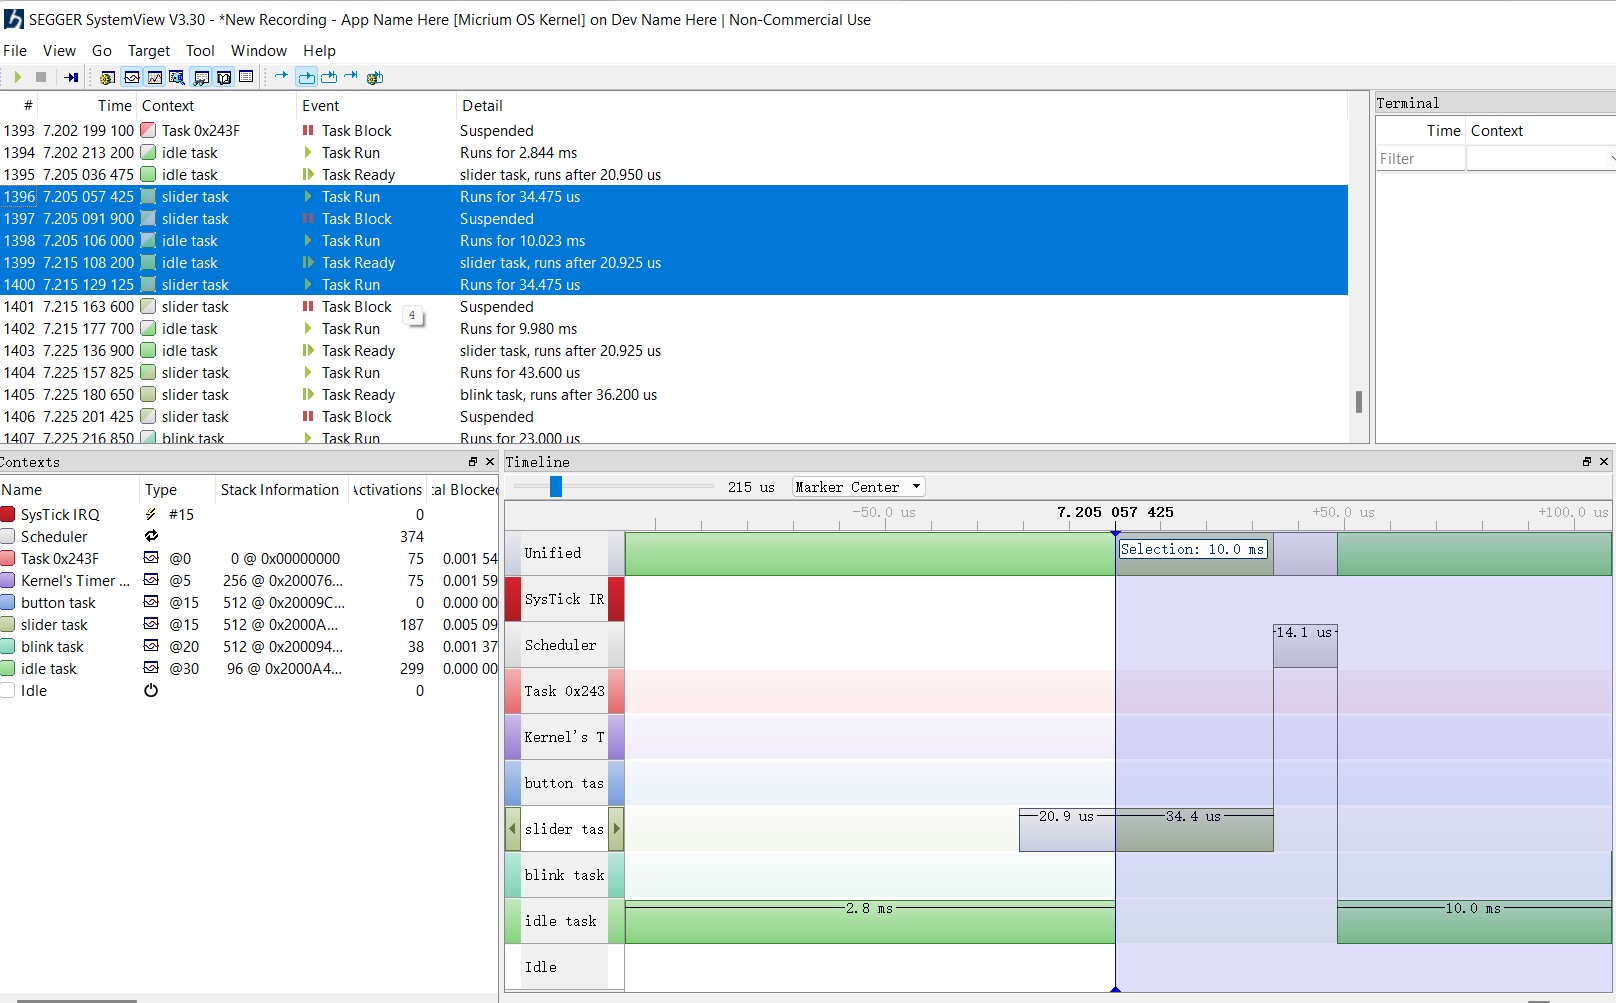 SEGGER SystemView V3.30 - *New Recording - App Name Here [Micrium OS Kernel] on Dev Name Here | Non-Commercial Use
File View Go Target Tool Window Help
# Time Context Event Detail
1393 7.202 199 100 Task 0x243F Task Block Suspended
1394 7.202 213 200 idle task Task Run Runs for 2.844 ms
1395 7.205 036 475 idle task Task Ready slider task, runs after 20.950 us
1396 7.205 057 425 slider task Task Run Runs for 34.475 us
1397 7.205 091 900 slider task Task Block Suspended
1398 7.205 106 000 idle task Task Run Runs for 10.023 ms
1399 7.215 108 200 idle task Task Ready slider task, runs after 20.925 us
1400 7.215 129 125 slider task Task Run Runs for 34.475 us
1401 7.215 163 600 slider task Task Block Suspended
4
1402 7.215 177 700 idle task Task Run Runs for 9.980 ms
1403 7.225 136 900 idle task Task Ready slider task, runs after 20.925 us
1404 7.225 157 825 slider task Task Run Runs for 43.600 us
1405 7.225 180 650 slider task Task Ready blink task, runs after 36.200 us
1406 7.225 201 425 slider task Task Block Suspended
1407 7.225 216 850 blink task Task Run Runs for 23.000 us
Terminal
Time Context
Filter
Contexts
Name Type Stack Information Activations tal Blocked
SysTick IRQ #15 0
Scheduler 374
Task 0x243F @0 0 @ 0x00000000 75 0.001 54
Kernel's Timer ... @5 256 @ 0x200076... 75 0.001 59
button task @15 512 @ 0x20009C... 0 0.000 00
slider task @15 512 @ 0x2000A... 187 0.005 09
blink task @20 512 @ 0x200094... 38 0.001 37
idle task @30 96 @ 0x2000A4... 299 0.000 00
Idle 0
Timeline
215 us Marker Center
-50.0 us 7.205 057 425 +50.0 us +100.0 us
Unified Selection: 10.0 ms
SysTick IR
Scheduler 14.1 us
Task 0x243
Kernel's T
button tas
slider tas 20.9 us 34.4 us
blink task
idle task 2.8 ms 10.0 ms
Idle